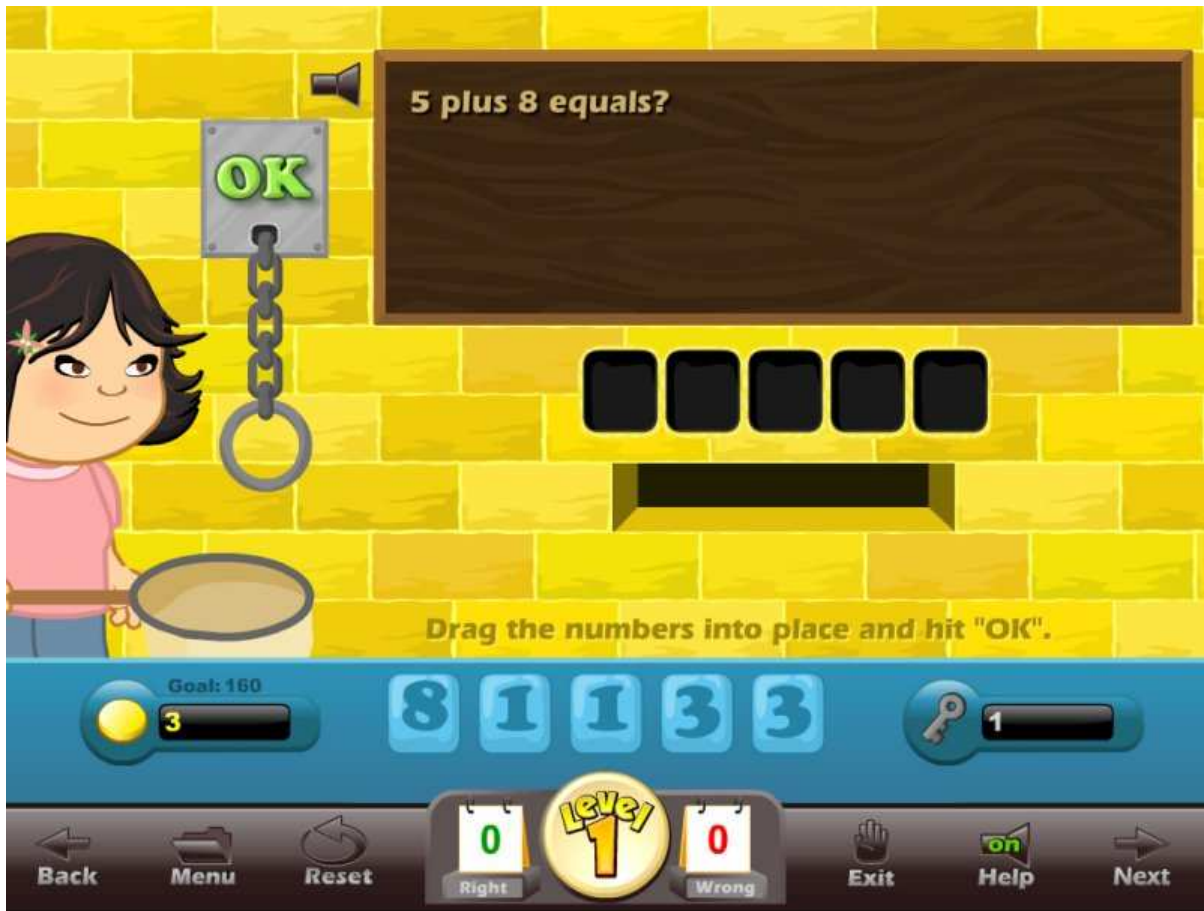 5 plus 8 equals?
OK
Drag the numbers into place and hit "OK".
Goal: 160
3
8 1 1 3 3
1
Back
Menu
Reset
0
Right
Level
1
0
Wrong
Exit
on
Help
Next